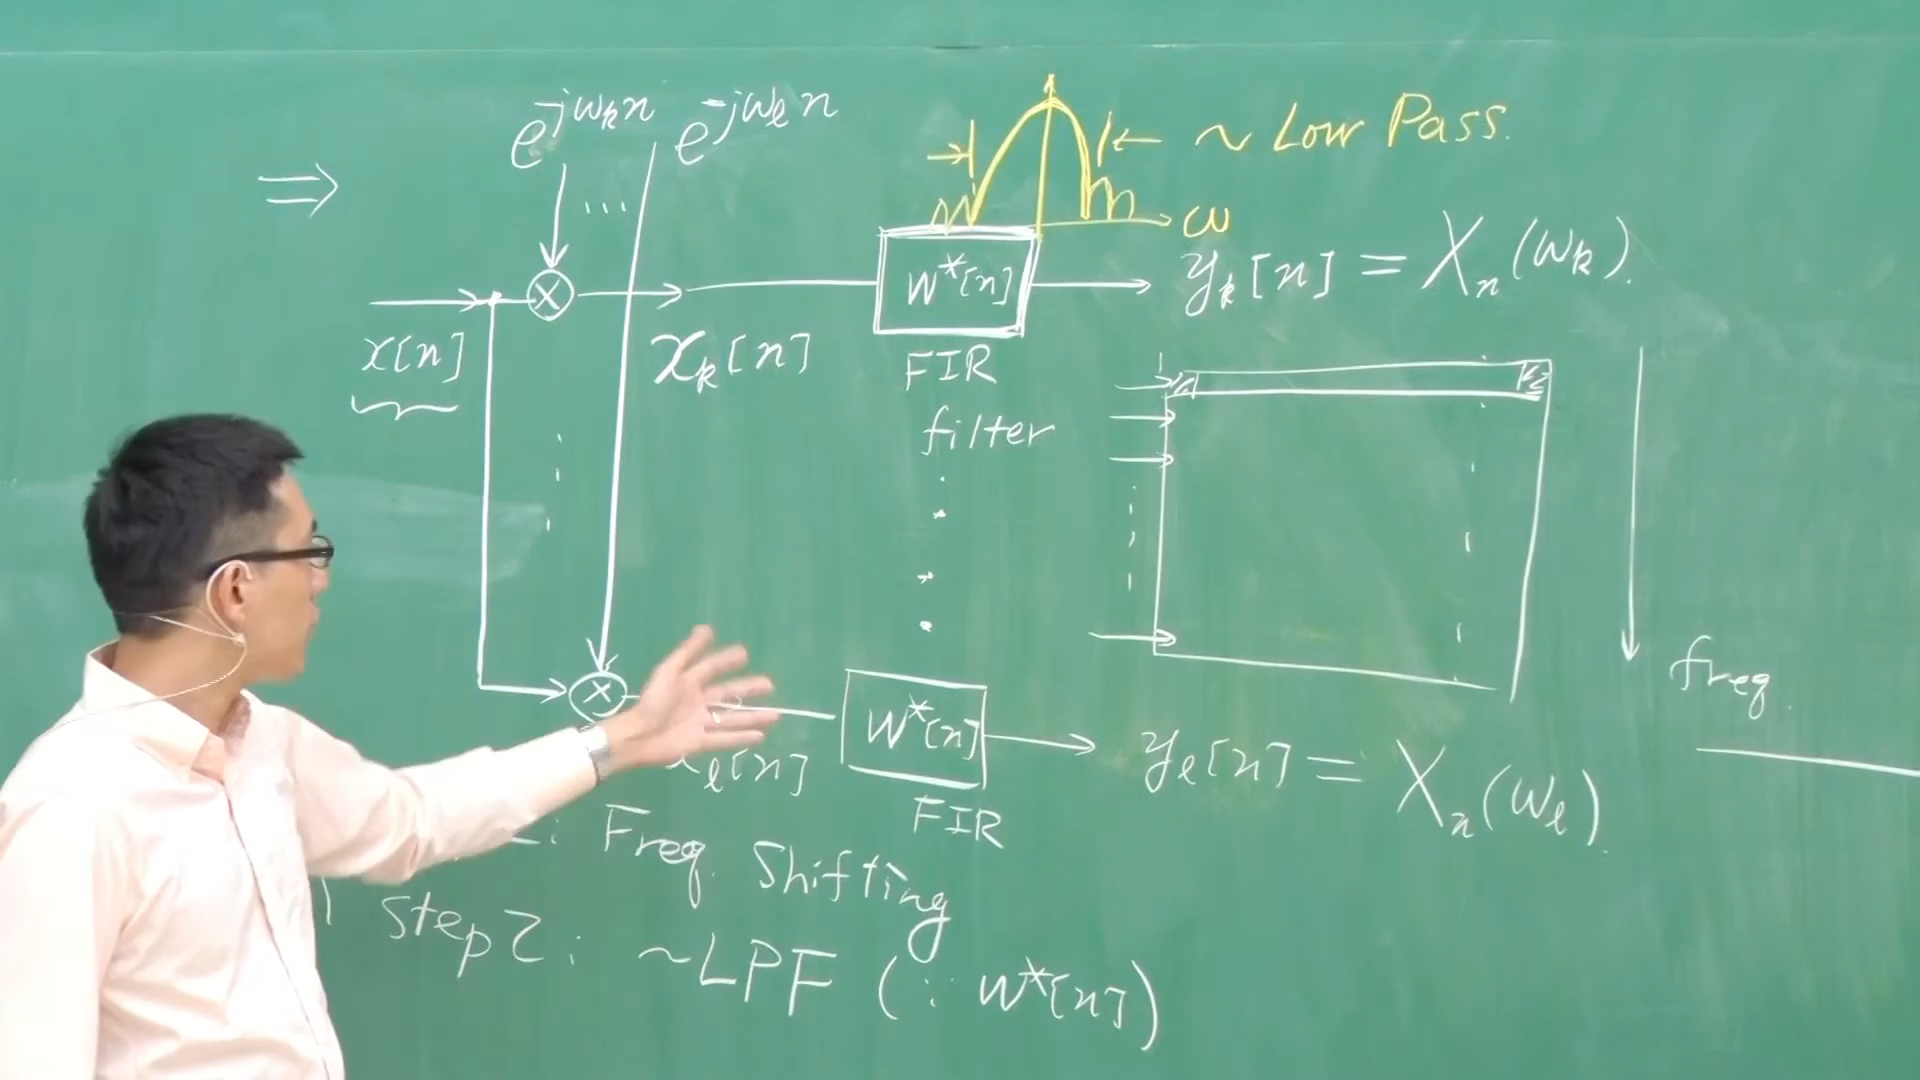 ⇒ e^{-jω_k n} ... e^{-jω_ℓ n}
~ Low Pass.
ω
x[n] x_k[n] w*[n] y_k[n] = X_n(ω_k).
FIR
filter
freq.
w*[n] y_ℓ[n] = X_n(ω_ℓ).
ℓ[n]
FIR
: Freq. Shifting
Step 2: ~LPF (∵ w*[n])